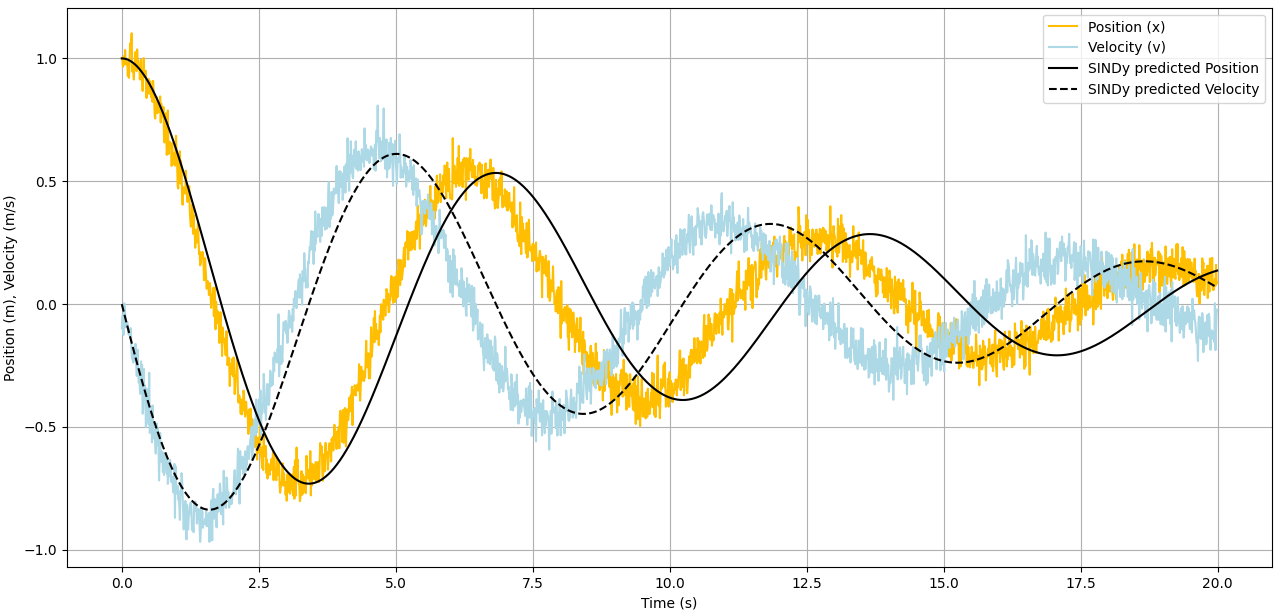 Position (x)
Velocity (v)
SINDy predicted Position
SINDy predicted Velocity
Position (m), Velocity (m/s)
1.0
0.5
0.0
−0.5
−1.0
0.0 2.5 5.0 7.5 10.0 12.5 15.0 17.5 20.0
Time (s)